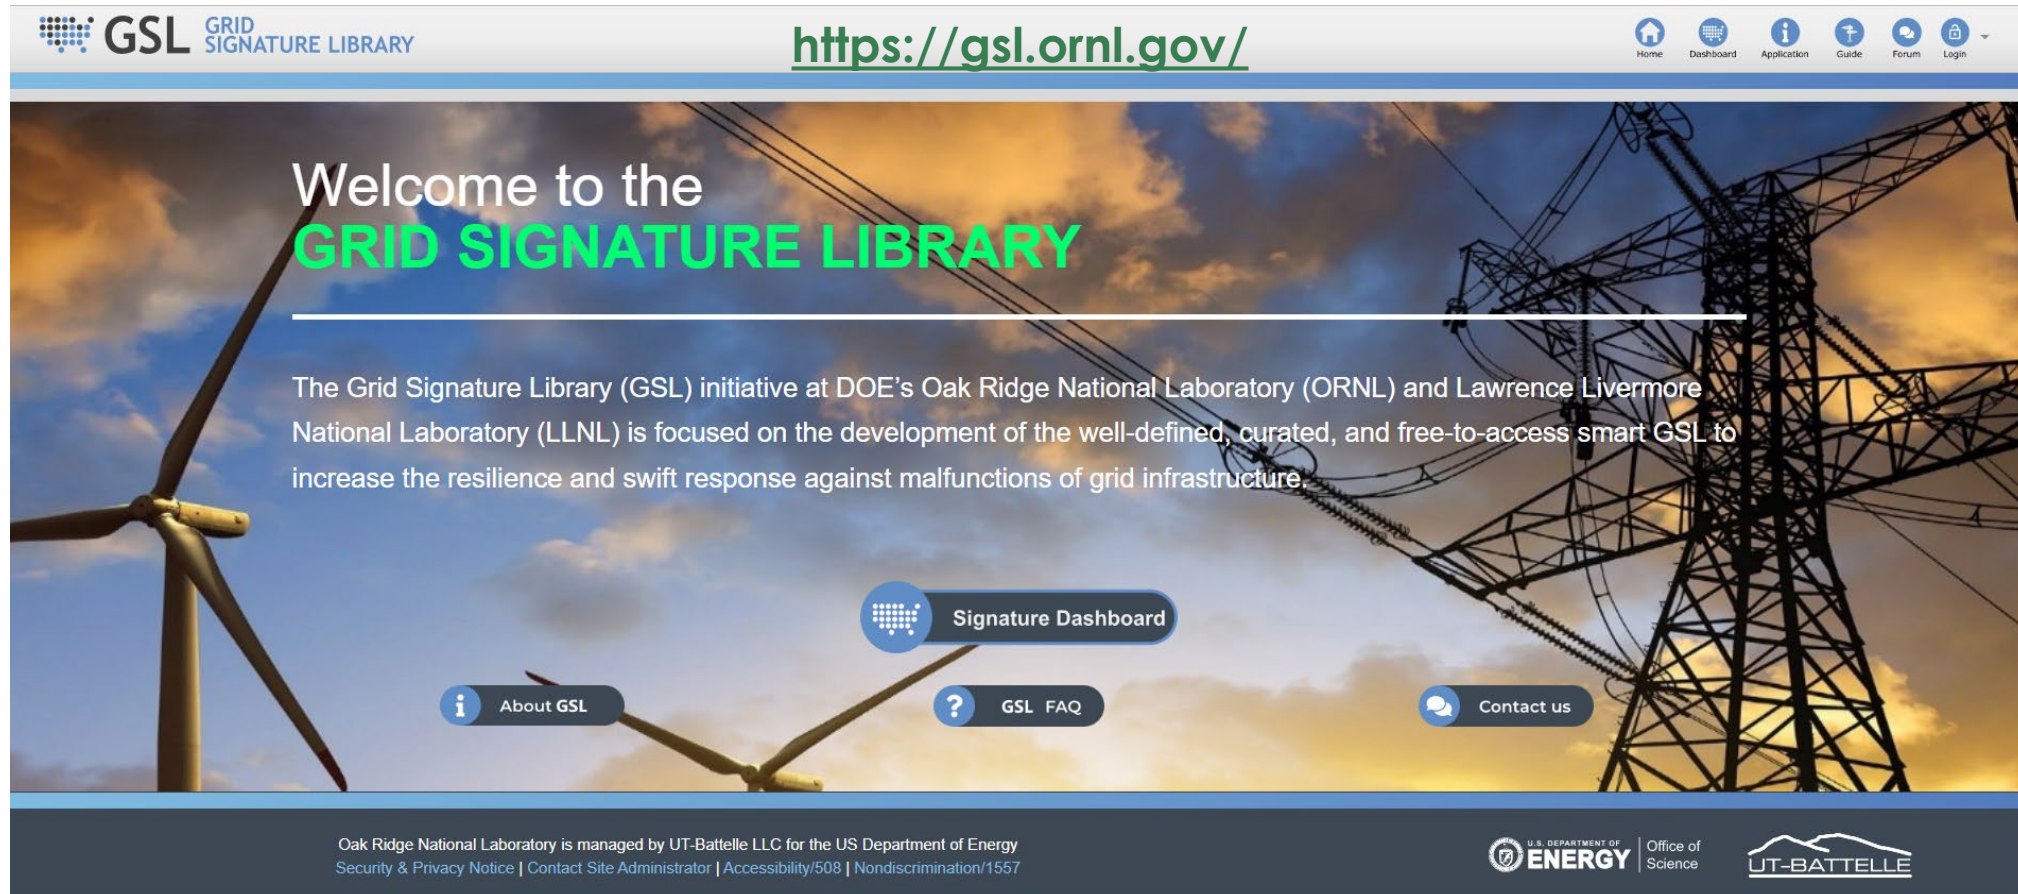 GSL GRID SIGNATURE LIBRARY
https://gsl.ornl.gov/
Home Dashboard Application Guide Forum Login
Welcome to the
GRID SIGNATURE LIBRARY
The Grid Signature Library (GSL) initiative at DOE's Oak Ridge National Laboratory (ORNL) and Lawrence Livermore
National Laboratory (LLNL) is focused on the development of the well-defined, curated, and free-to-access smart GSL to
increase the resilience and swift response against malfunctions of grid infrastructure.
Signature Dashboard
About GSL
GSL FAQ
Contact us
Oak Ridge National Laboratory is managed by UT-Battelle LLC for the US Department of Energy
Security & Privacy Notice | Contact Site Administrator | Accessibility/508 | Nondiscrimination/1557
U.S. DEPARTMENT OF
ENERGY
Office of
Science
UT-BATTELLE